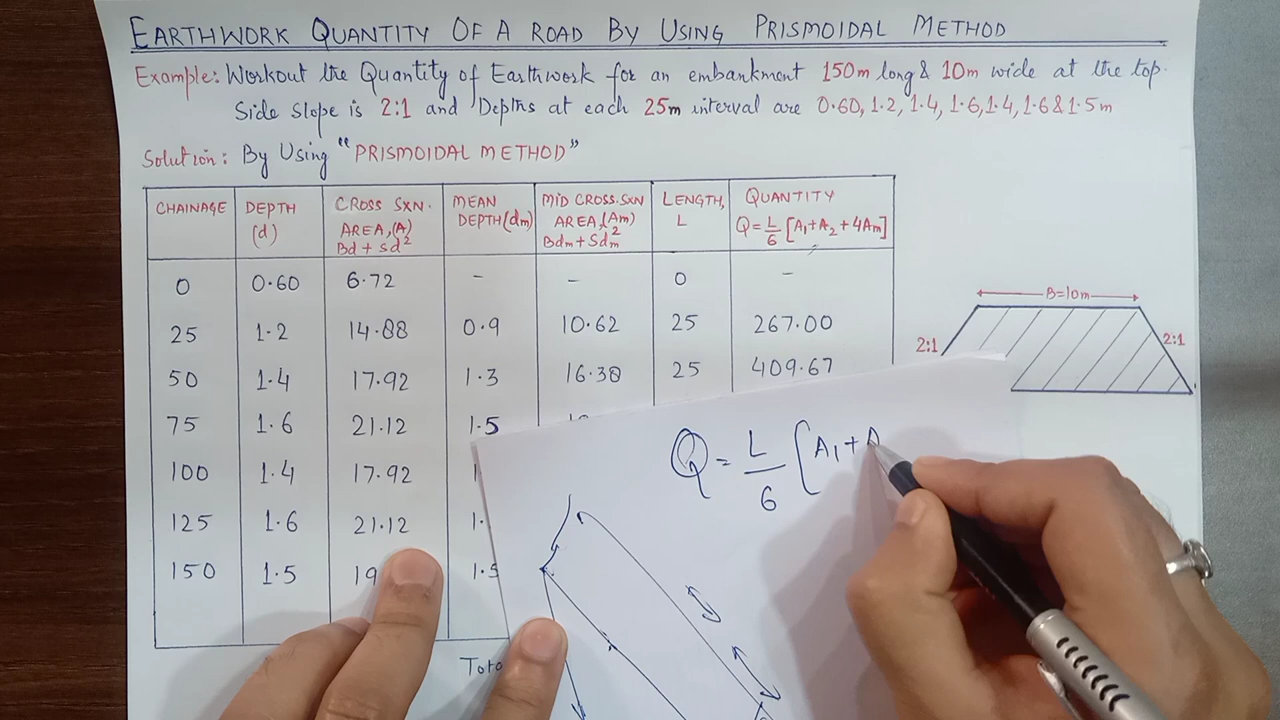 EARTHWORK QUANTITY OF A ROAD BY USING PRISMOIDAL METHOD
Example: Workout the Quantity of Earthwork for an embankment 150m long & 10m wide at the top.
Side Slope is 2:1 and Depths at each 25m interval are 0.60, 1.2, 1.4, 1.6, 1.4, 1.6 & 1.5m
Solution: By Using "PRISMOIDAL METHOD"
CHAINAGE DEPTH (d) CROSS SXN. AREA, (A) Bd + Sd² MEAN DEPTH (dm) MID CROSS.SXN AREA, (Am) Bdm + Sdm² LENGTH, L QUANTITY Q = L/6 [A1 + A2 + 4Am]
0 0.60 6.72 - - 0 -
25 1.2 14.88 0.9 10.62 25 267.00
50 1.4 17.92 1.3 16.38 25 409.67
75 1.6 21.12 1.5
100 1.4 17.92
125 1.6 21.12 1.
150 1.5 19 1.5
B=10m
2:1 2:1
Q = L/6 [A1 + A